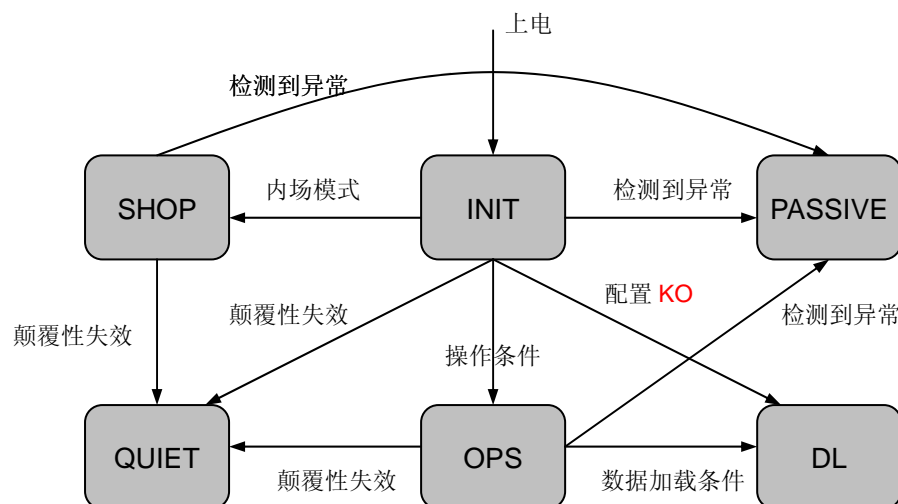 上电
检测到异常
SHOP
内场模式
INIT
检测到异常
PASSIVE
颠覆性失效
颠覆性失效
操作条件
配置 KO
检测到异常
QUIET
颠覆性失效
OPS
数据加载条件
DL